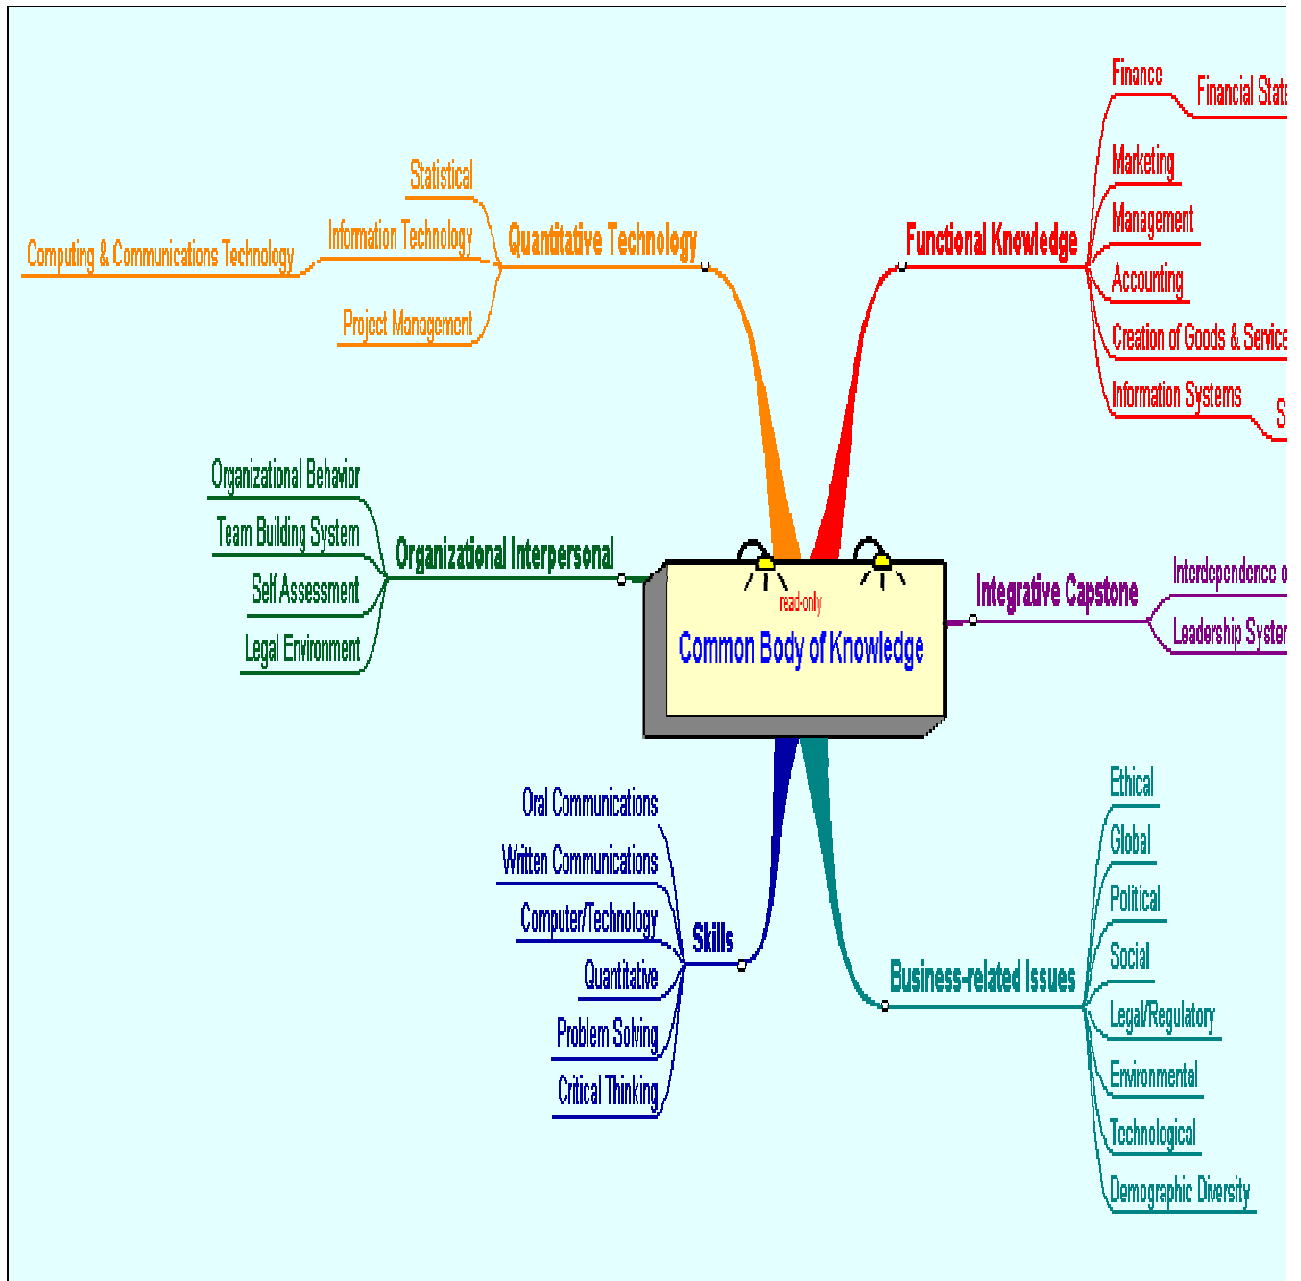 Finance
Financial State
Marketing
Management
Accounting
Creation of Goods & Service
Information Systems
S
Functional Knowledge
Statistical
Information Technology
Computing & Communications Technology
Project Management
Quantitative Technology
Organizational Behavior
Team Building System
Self Assessment
Legal Environment
Organizational Interpersonal
read-only
Common Body of Knowledge
Integrative Capstone
Interdependence o
Leadership System
Oral Communications
Written Communications
Computer/Technology
Quantitative
Problem Solving
Critical Thinking
Skills
Business-related Issues
Ethical
Global
Political
Social
Legal/Regulatory
Environmental
Technological
Demographic Diversity